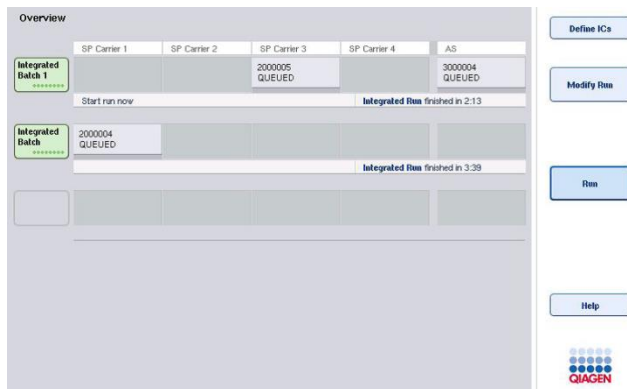 Overview
Define ICs
SP Carrier 1 SP Carrier 2 SP Carrier 3 SP Carrier 4 AS
Integrated
Batch 1
2000005
QUEUED
3000004
QUEUED
Modify Run
Start run now Integrated Run finished in 2:13
Integrated
Batch
2000004
QUEUED
Integrated Run finished in 3:39
Run
Help
QIAGEN